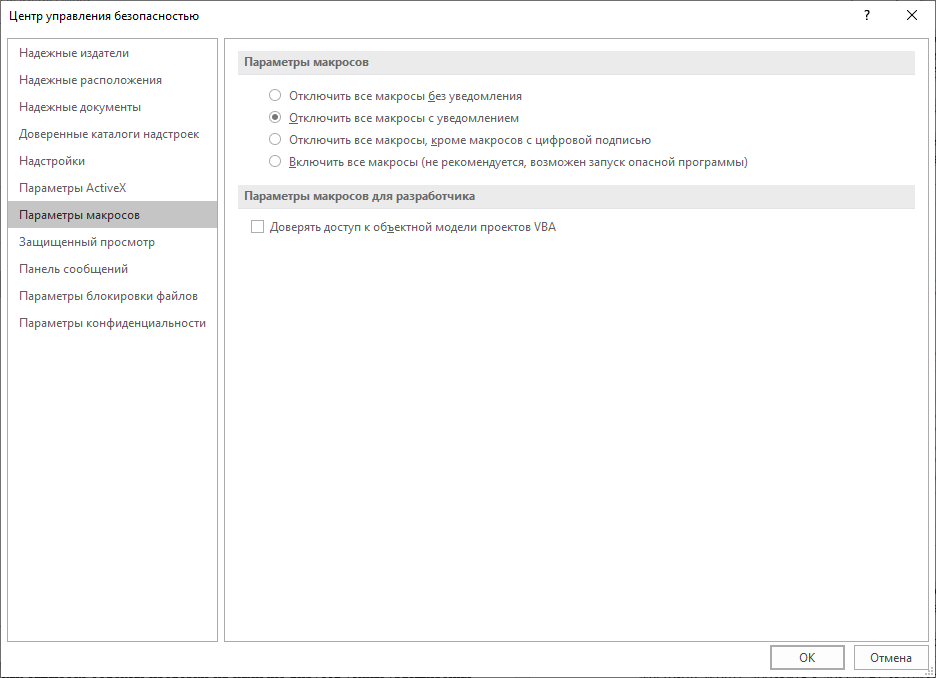 Центр управления безопасностью
?
Надежные издатели
Надежные расположения
Надежные документы
Доверенные каталоги надстроек
Надстройки
Параметры ActiveX
Параметры макросов
Защищенный просмотр
Панель сообщений
Параметры блокировки файлов
Параметры конфиденциальности
Параметры макросов
Отключить все макросы без уведомления
Отключить все макросы с уведомлением
Отключить все макросы, кроме макросов с цифровой подписью
Включить все макросы (не рекомендуется, возможен запуск опасной программы)
Параметры макросов для разработчика
Доверять доступ к объектной модели проектов VBA
ОК
Отмена